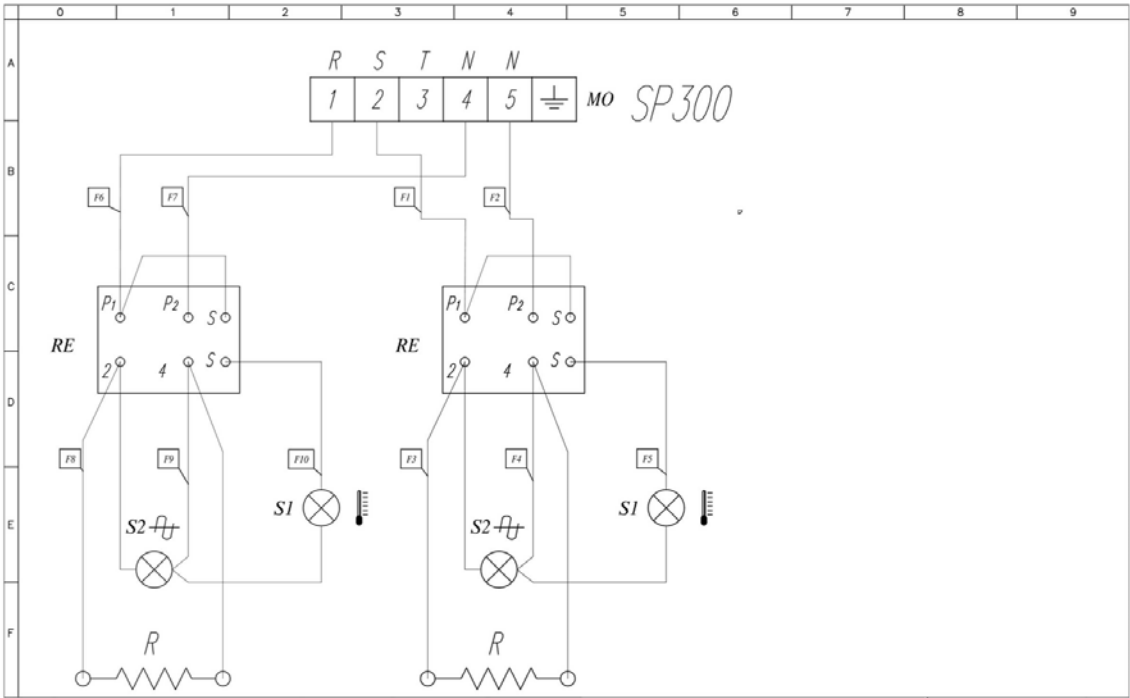 0 1 2 3 4 5 6 7 8 9
A
R S T N N
1 2 3 4 5 MO SP300
B
F6 F7 F1 F2
C
P1 P2 S P1 P2 S
RE RE
2 4 S 2 4 S
D
F8 F9 F10 F3 F4 F5
S1 S1
E
S2 S2
F
R R